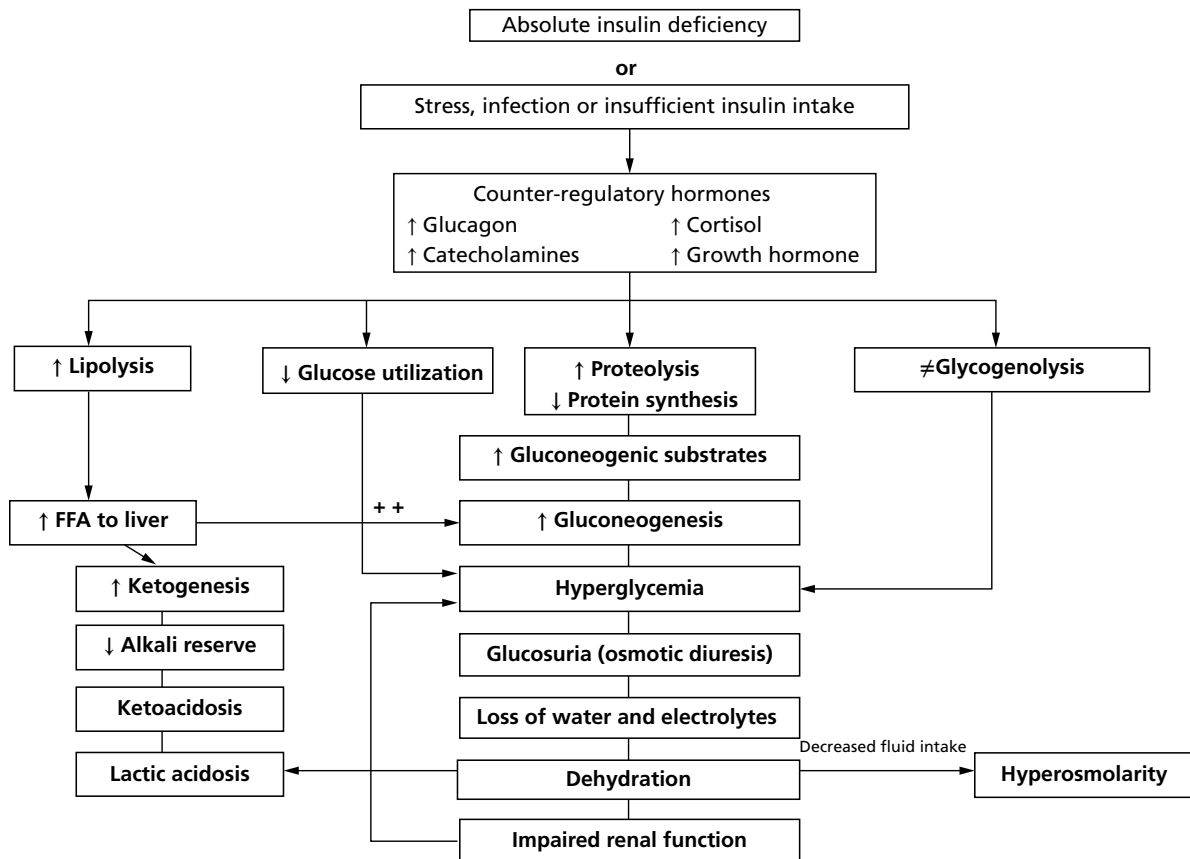 Absolute insulin deficiency
or
Stress, infection or insufficient insulin intake
Counter-regulatory hormones
↑ Glucagon ↑ Cortisol
↑ Catecholamines ↑ Growth hormone
↑ Lipolysis
↓ Glucose utilization
↑ Proteolysis
↓ Protein synthesis
≠Glycogenolysis
↑ Gluconeogenic substrates
↑ FFA to liver
+ +
↑ Gluconeogenesis
↑ Ketogenesis
Hyperglycemia
↓ Alkali reserve
Glucosuria (osmotic diuresis)
Ketoacidosis
Loss of water and electrolytes
Lactic acidosis
Dehydration
Decreased fluid intake
Hyperosmolarity
Impaired renal function